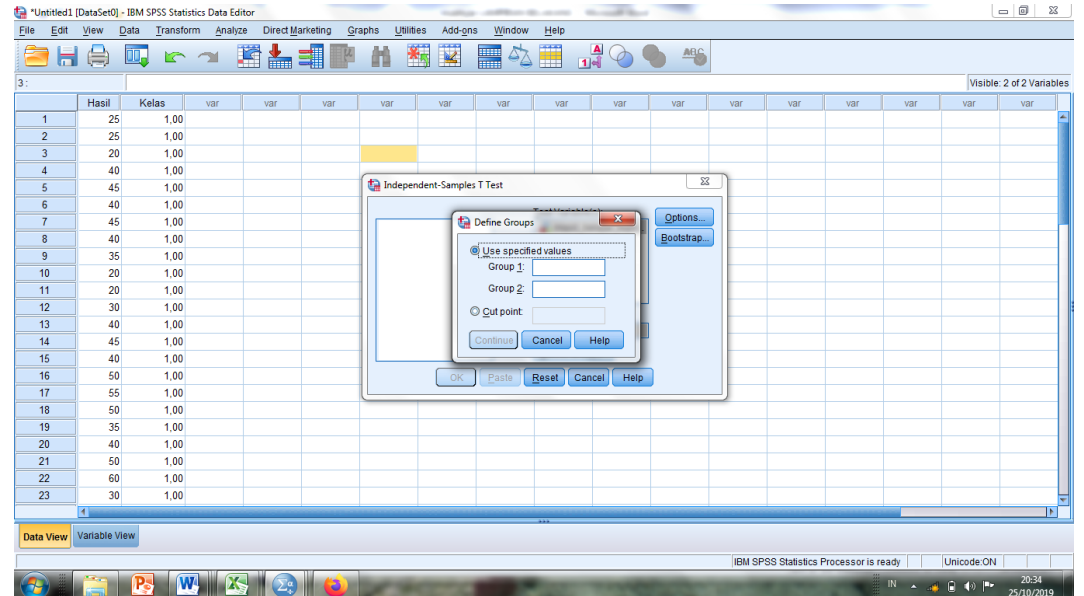 *Untitled1 [DataSet0] - IBM SPSS Statistics Data Editor
File Edit View Data Transform Analyze Direct Marketing Graphs Utilities Add-ons Window Help
3 :
Visible: 2 of 2 Variables
Hasil Kelas var var var var var var var var var var var var var var var
1 25 1,00
2 25 1,00
3 20 1,00
4 40 1,00
5 45 1,00
6 40 1,00
7 45 1,00
8 40 1,00
9 35 1,00
10 20 1,00
11 20 1,00
12 30 1,00
13 40 1,00
14 45 1,00
15 40 1,00
16 50 1,00
17 55 1,00
18 50 1,00
19 35 1,00
20 40 1,00
21 50 1,00
22 60 1,00
23 30 1,00
Independent-Samples T Test
Options...
Bootstrap...
Define Groups
Use specified values
Group 1:
Group 2:
Cut point:
Continue Cancel Help
OK Paste Reset Cancel Help
Data View Variable View
IBM SPSS Statistics Processor is ready Unicode:ON
IN
20:34
25/10/2019